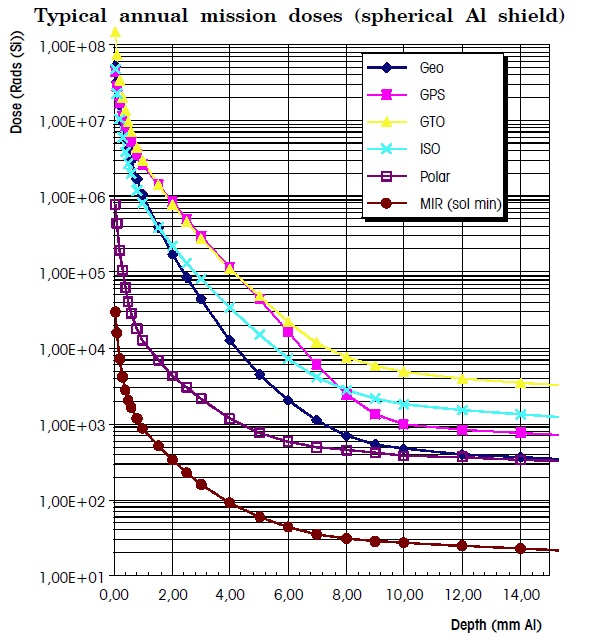 Typical annual mission doses (spherical Al shield)
Dose (Rads (Si))
1,00E+08
1,00E+07
1,00E+06
1,00E+05
1,00E+04
1,00E+03
1,00E+02
1,00E+01
Geo
GPS
GTO
ISO
Polar
MIR (sol min)
0,00 2,00 4,00 6,00 8,00 10,00 12,00 14,00
Depth (mm Al)